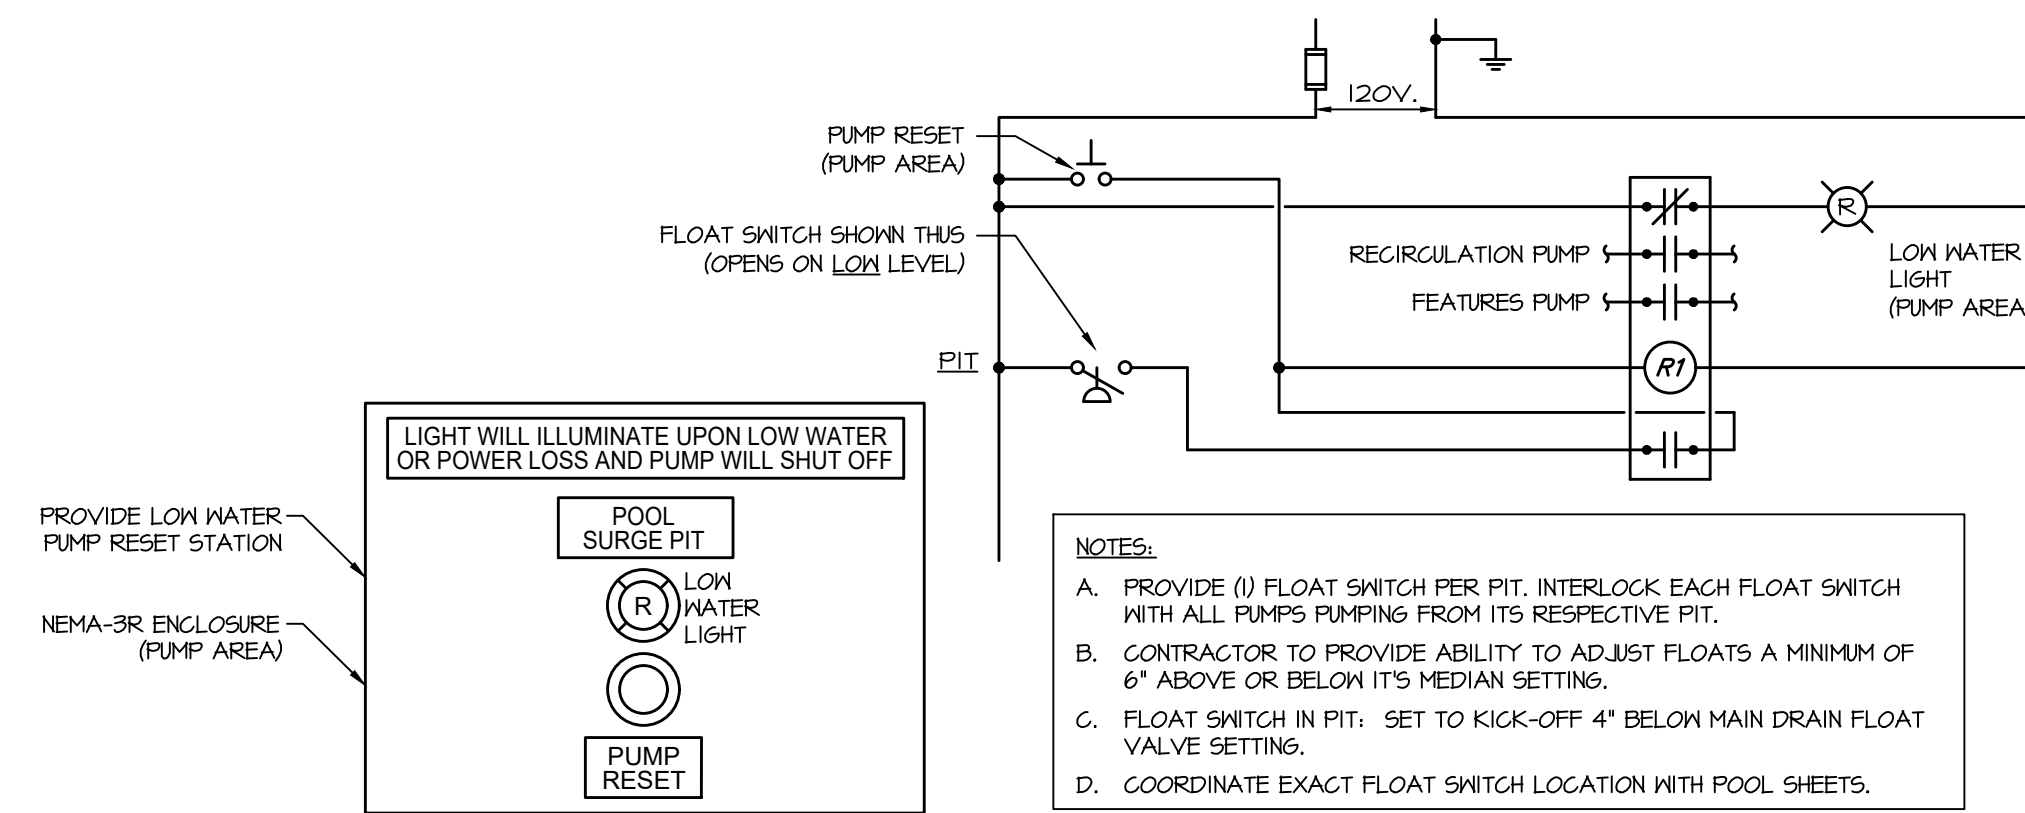 120V.
PUMP RESET
(PUMP AREA)
FLOAT SWITCH SHOWN THUS
(OPENS ON LOW LEVEL)
R
RECIRCULATION PUMP
FEATURES PUMP
LOW WATER
LIGHT
(PUMP AREA
PIT
R1
LIGHT WILL ILLUMINATE UPON LOW WATER
OR POWER LOSS AND PUMP WILL SHUT OFF
PROVIDE LOW WATER
PUMP RESET STATION
NEMA-3R ENCLOSURE
(PUMP AREA)
POOL
SURGE PIT
R
LOW
WATER
LIGHT
PUMP
RESET
NOTES:
A. PROVIDE (1) FLOAT SWITCH PER PIT. INTERLOCK EACH FLOAT SWITCH
WITH ALL PUMPS PUMPING FROM ITS RESPECTIVE PIT.
B. CONTRACTOR TO PROVIDE ABILITY TO ADJUST FLOATS A MINIMUM OF
6" ABOVE OR BELOW IT'S MEDIAN SETTING.
C. FLOAT SWITCH IN PIT: SET TO KICK-OFF 4" BELOW MAIN DRAIN FLOAT
VALVE SETTING.
D. COORDINATE EXACT FLOAT SWITCH LOCATION WITH POOL SHEETS.